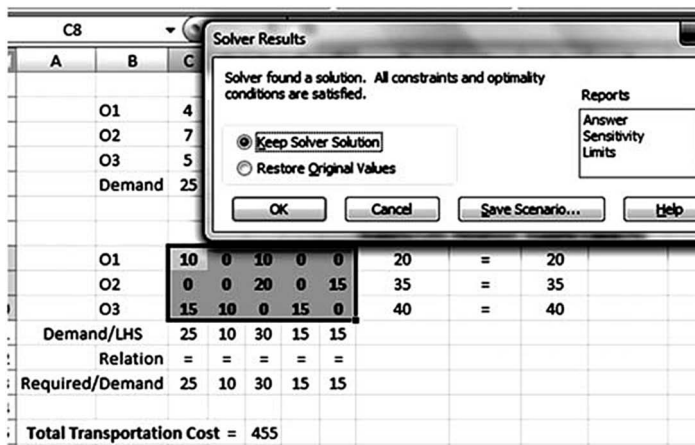 C8
Solver Results
A B C
Solver found a solution. All constraints and optimality
conditions are satisfied.
Reports
O1 4
Answer
O2 7
Keep Solver Solution
Sensitivity
Limits
O3 5
Restore Original Values
Demand 25
OK Cancel Save Scenario... Help
O1 10 0 10 0 0 20 = 20
O2 0 0 20 0 15 35 = 35
O3 15 10 0 15 0 40 = 40
Demand/LHS 25 10 30 15 15
Relation = = = = =
Required/Demand 25 10 30 15 15
Total Transportation Cost = 455